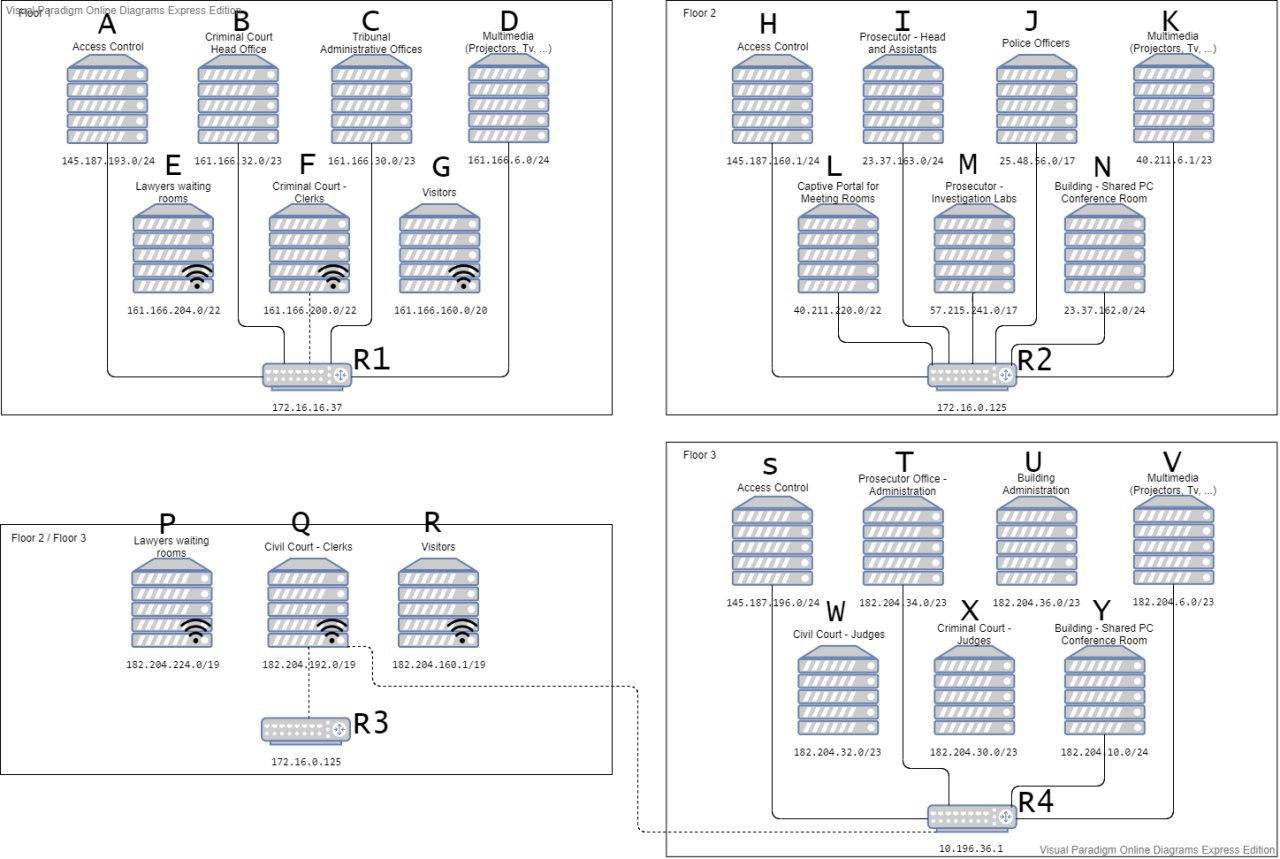 Visual Paradigm Online Diagrams Express Edition
Floor 1
A
B
C
D
Access Control
Criminal Court
Head Office
Tribunal
Administrative Offices
Multimedia
(Projectors, Tv, ...)
145.187.193.0/24
161.166.32.0/23
161.166.30.0/23
161.166.6.0/24
E
F
G
Lawyers waiting
rooms
Criminal Court -
Clerks
Visitors
161.166.204.0/22
161.166.200.0/22
161.166.160.0/20
R1
172.16.16.37
Floor 2
H
I
J
K
Access Control
Prosecutor - Head
and Assistants
Police Officers
Multimedia
(Projectors, Tv, ...)
145.187.160.1/24
23.37.163.0/24
25.48.56.0/17
40.211.6.1/23
L
M
N
Captive Portal for
Meeting Rooms
Prosecutor -
Investigation Labs
Building - Shared PC
Conference Room
40.211.220.0/22
57.215.241.0/17
23.37.162.0/24
R2
172.16.0.125
Floor 2 / Floor 3
P
Q
R
Lawyers waiting
rooms
Civil Court - Clerks
Visitors
182.204.224.0/19
182.204.192.0/19
182.204.160.1/19
R3
172.16.0.125
Floor 3
s
T
U
V
Access Control
Prosecutor Office -
Administration
Building
Administration
Multimedia
(Projectors, Tv, ...)
145.187.196.0/24
182.204.34.0/23
182.204.36.0/23
182.204.6.0/23
W
X
Y
Civil Court - Judges
Criminal Court -
Judges
Building - Shared PC
Conference Room
182.204.32.0/23
182.204.30.0/23
182.204.10.0/24
R4
10.196.36.1
Visual Paradigm Online Diagrams Express Edition